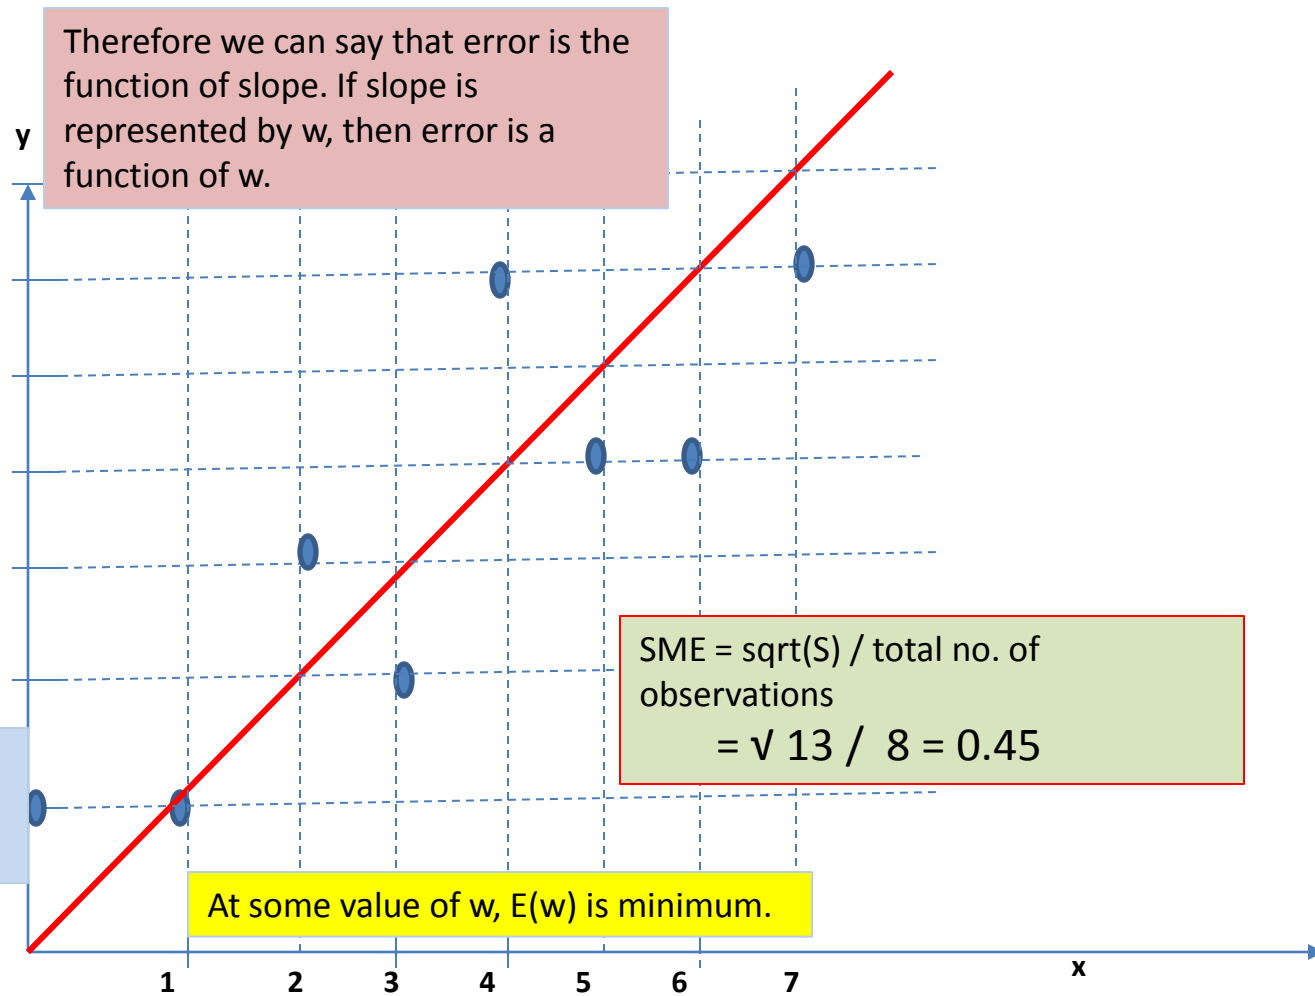 Therefore we can say that error is the
function of slope. If slope is
represented by w, then error is a
function of w.
y
SME = sqrt(S) / total no. of
observations
= √ 13 / 8 = 0.45
At some value of w, E(w) is minimum.
x
1 2 3 4 5 6 7